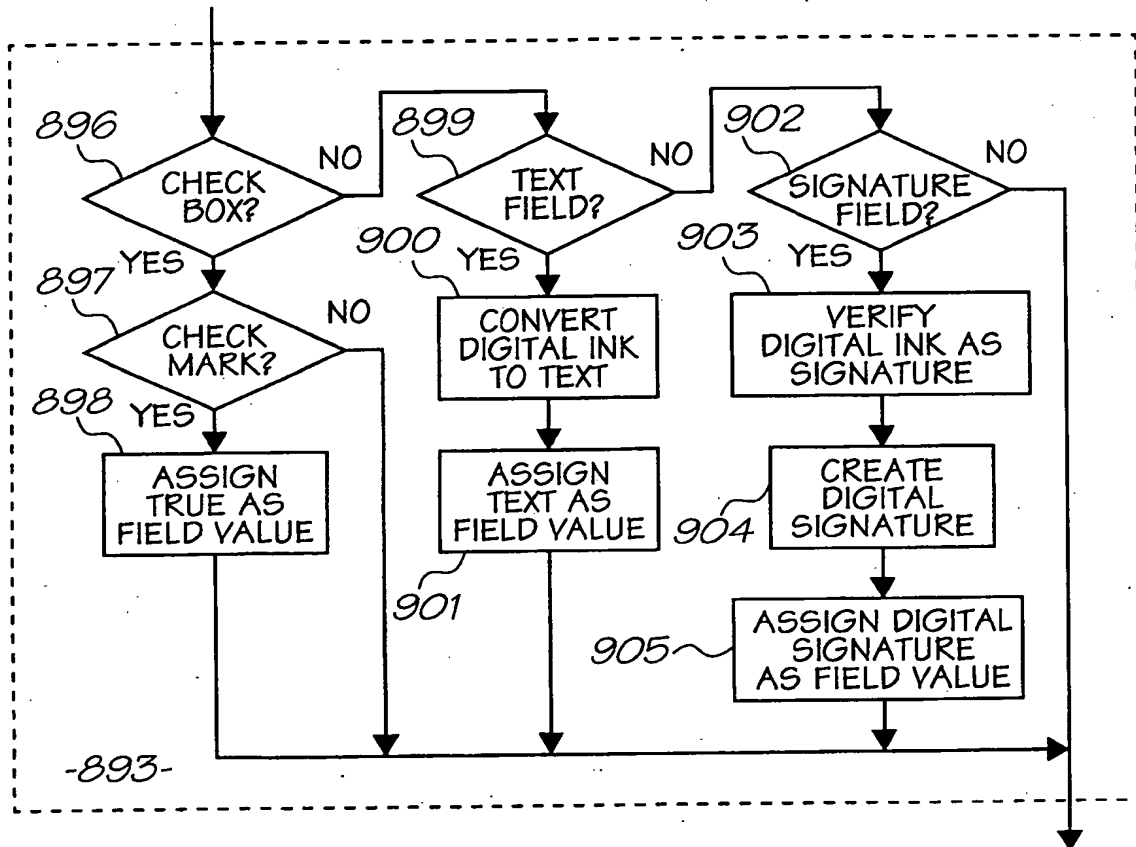 896
CHECK
BOX?
NO
YES
897
CHECK
MARK?
NO
YES
898
ASSIGN
TRUE AS
FIELD VALUE
899
TEXT
FIELD?
NO
YES
900
CONVERT
DIGITAL INK
TO TEXT
ASSIGN
TEXT AS
FIELD VALUE
901
902
SIGNATURE
FIELD?
NO
YES
903
VERIFY
DIGITAL INK AS
SIGNATURE
CREATE
DIGITAL
SIGNATURE
904
ASSIGN DIGITAL
SIGNATURE
AS FIELD VALUE
905
-893-